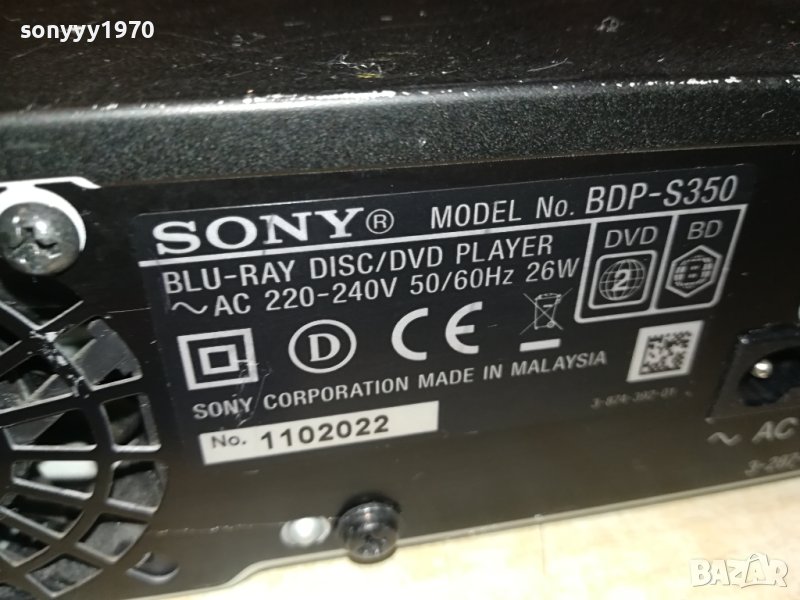 sonyyy1970
SONY® MODEL No. BDP-S350
BLU-RAY DISC/DVD PLAYER
~AC 220-240V 50/60Hz 26W
DVD
2
BD
B
D
CE
SONY CORPORATION MADE IN MALAYSIA
No. 1102022
~ AC
BAZAR